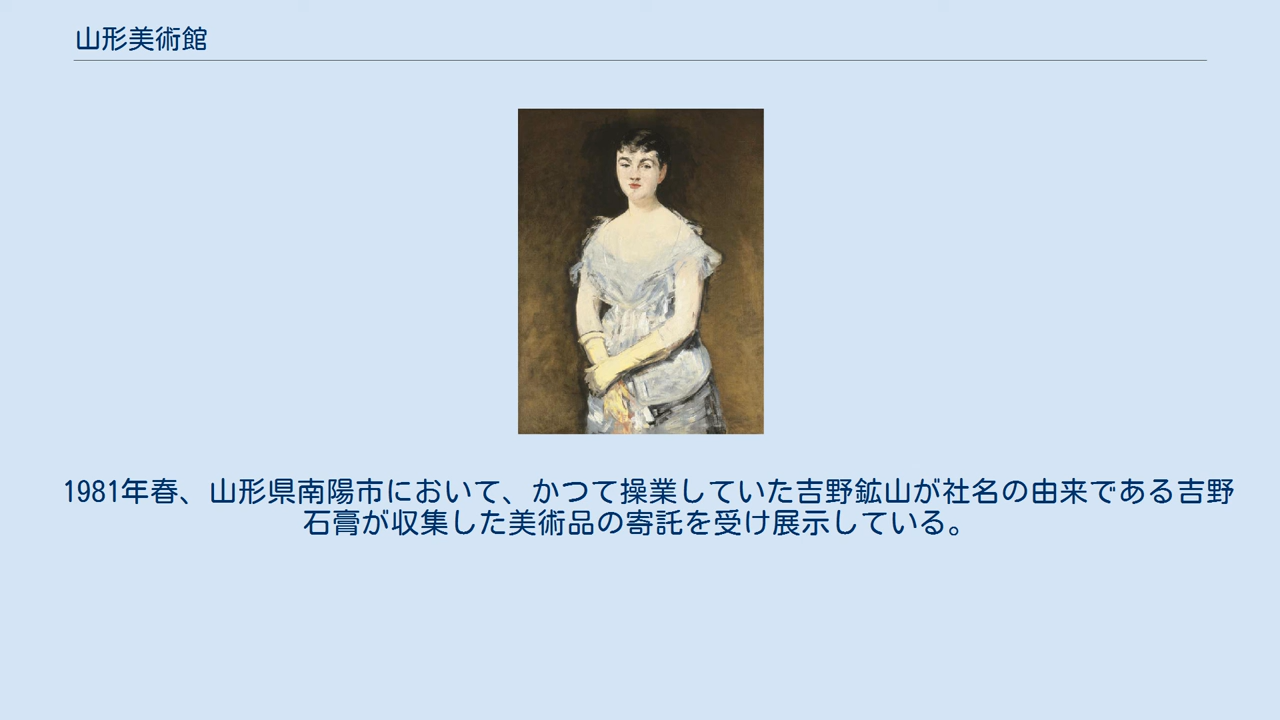 山形美術館
1981年春、山形県南陽市において、かつて操業していた吉野鉱山が社名の由来である吉野
石膏が収集した美術品の寄託を受け展示している。